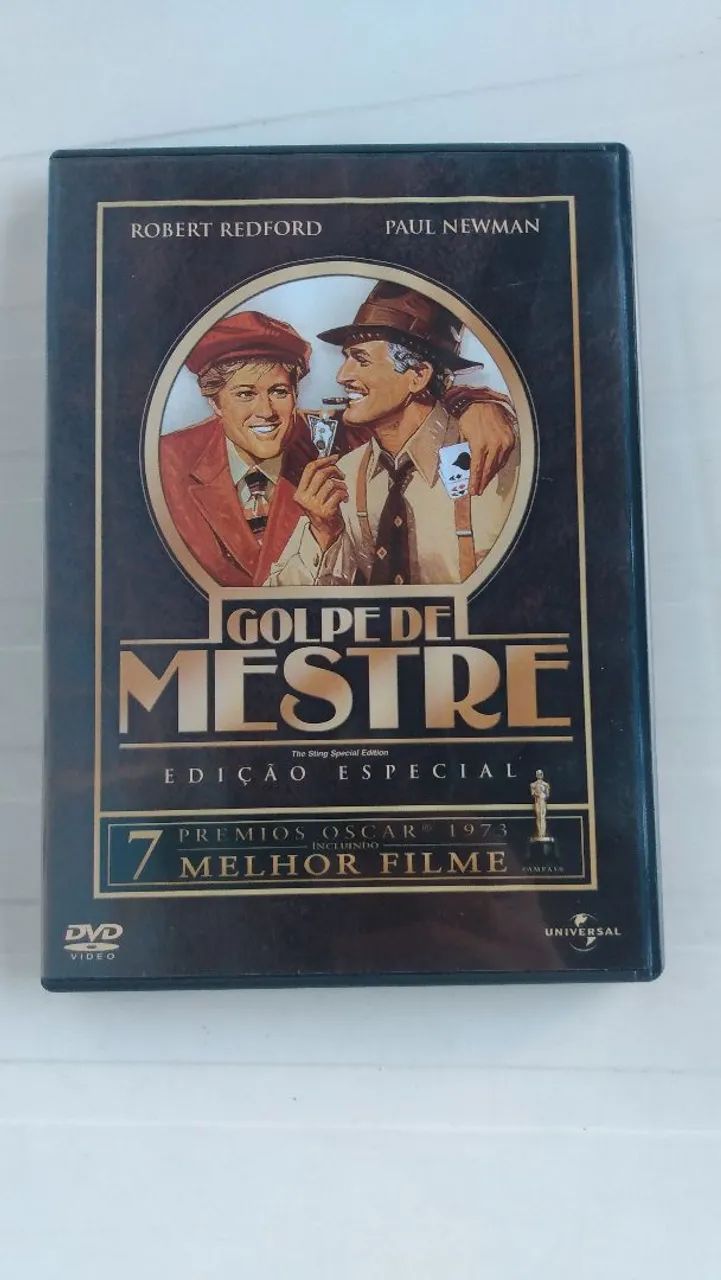 ROBERT REDFORD PAUL NEWMAN
GOLPE DE
MESTRE
The Sting Special Edition
EDIÇÃO ESPECIAL
7 PREMIOS OSCAR® 1973
INCLUINDO
MELHOR FILME
DVD
VIDEO
UNIVERSAL